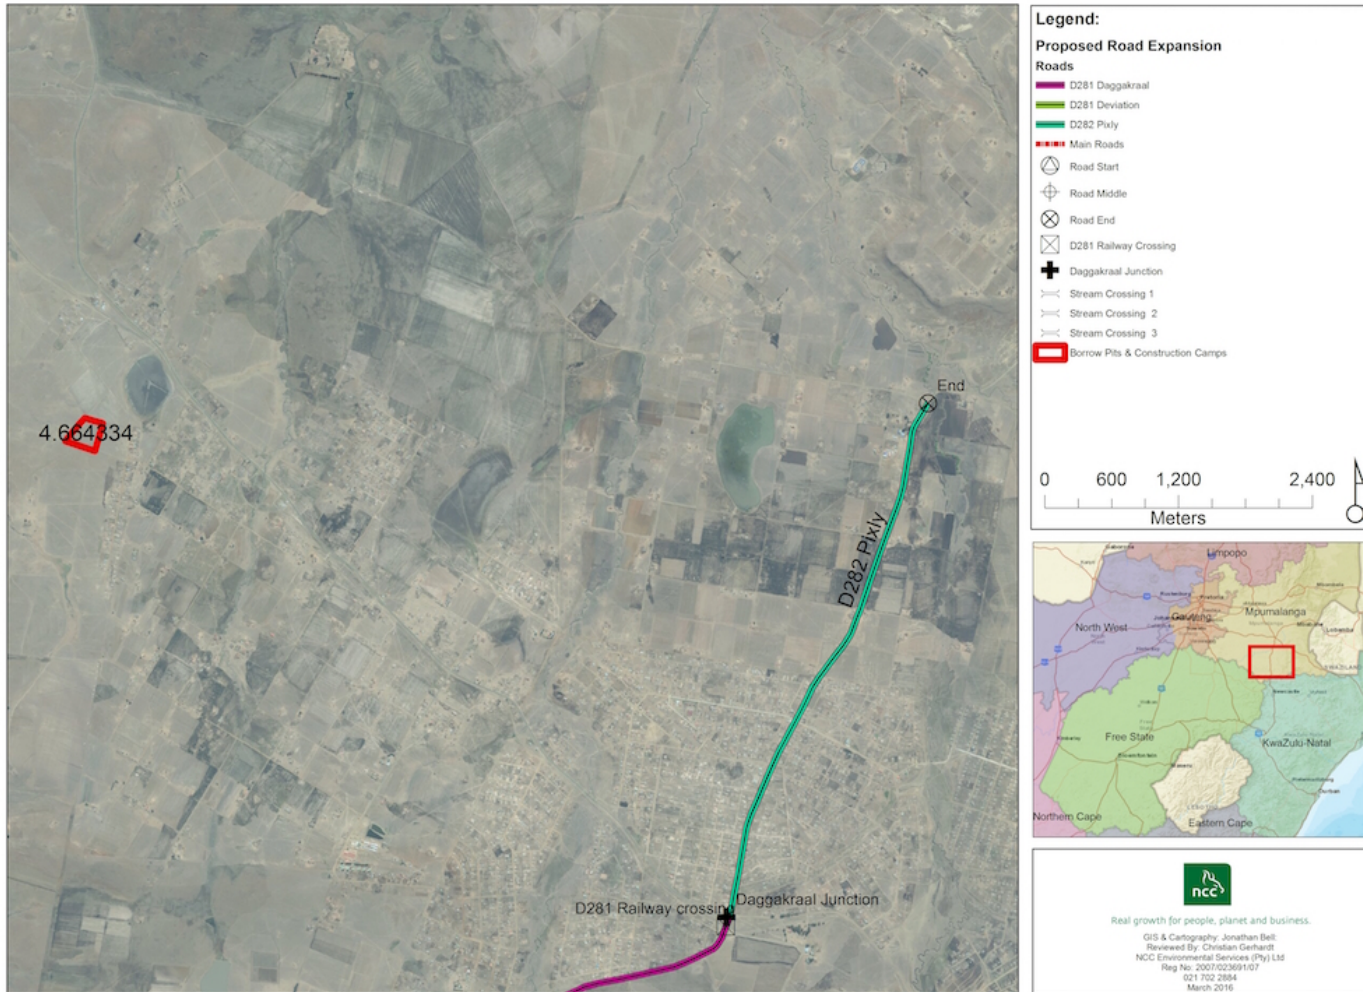 Legend:
Proposed Road Expansion
Roads
D281 Daggakraal
D281 Deviation
D282 Pixly
Main Roads
Road Start
Road Middle
Road End
D281 Railway Crossing
Daggakraal Junction
Stream Crossing 1
Stream Crossing 2
Stream Crossing 3
Borrow Pits & Construction Camps
0 600 1,200 2,400
Meters
End
4.664334
D282 Pixly
Daggakraal Junction
D281 Railway crossing
Limpopo
Mpumalanga
Gauteng
North West
Free State
KwaZulu-Natal
Northern Cape
Eastern Cape
ncc
Real growth for people, planet and business.
GIS & Cartography: Jonathan Bell:
Reviewed By: Christian Gerhardt
NCC Environmental Services (Pty) Ltd
Reg No: 2007/023691/07
021 702 2884
March 2016